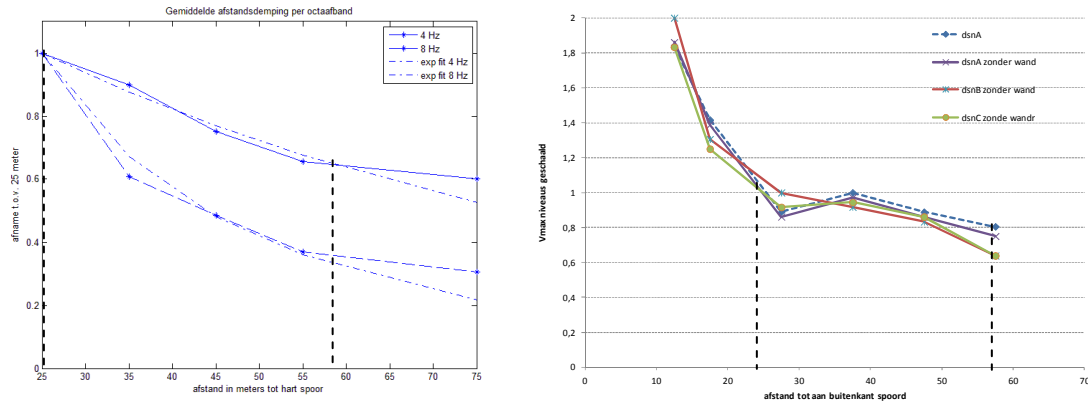 Gemiddelde afstandsdemping per octaafband
4 Hz
8 Hz
exp fit 4 Hz
exp fit 8 Hz
afname t.o.v. 25 meter
1
0.8
0.6
0.4
0.2
0
25 30 35 40 45 50 55 60 65 70 75
afstand in meters tot hart spoor
2
1,8
1,6
1,4
1,2
1
0,8
0,6
0,4
0,2
0
Vmax niveaus geschaald
dsnA
dsnA zonder wand
dsnB zonder wand
dsnC zonde wandr
0 10 20 30 40 50 60 70
afstand tot aan buitenkant spoord